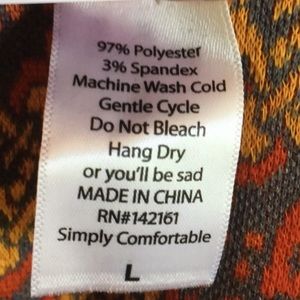 97% Polyester
3% Spandex
Machine Wash Cold
Gentle Cycle
Do Not Bleach
Hang Dry
or you'll be sad
MADE IN CHINA
RN#142161
Simply Comfortable
L